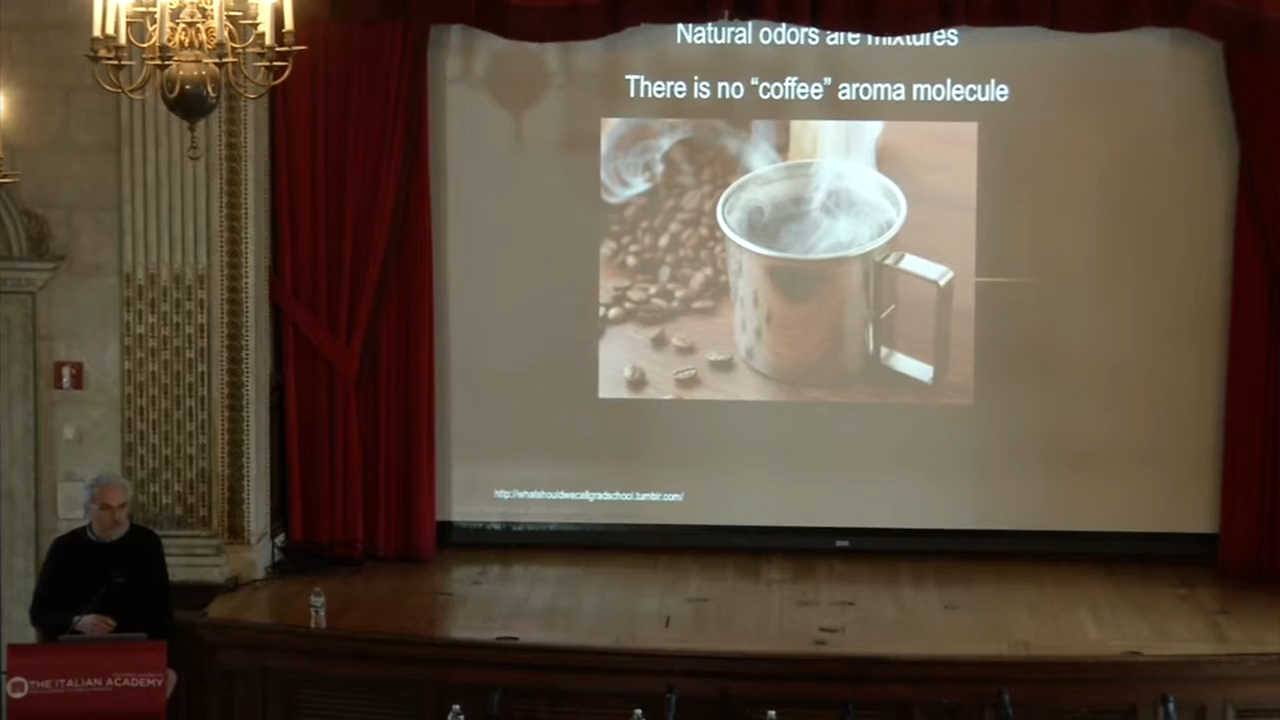 Natural odors are mixtures
There is no “coffee” aroma molecule
http://whatshouldwecallgradschool.tumblr.com/
THE ITALIAN ACADEMY